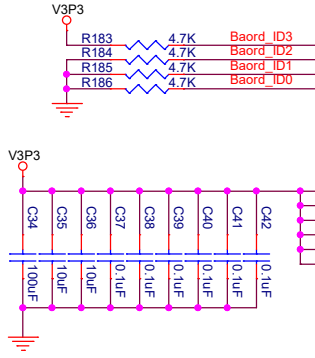 V3P3
R183 4.7K Baord_ID3
R184 4.7K Baord_ID2
R185 4.7K Baord_ID1
R186 4.7K Baord_ID0
V3P3
C34 C35 C36 C37 C38 C39 C40 C41 C42
100uF 10uF 10uF 0.1uF 0.1uF 0.1uF 0.1uF 0.1uF 0.1uF